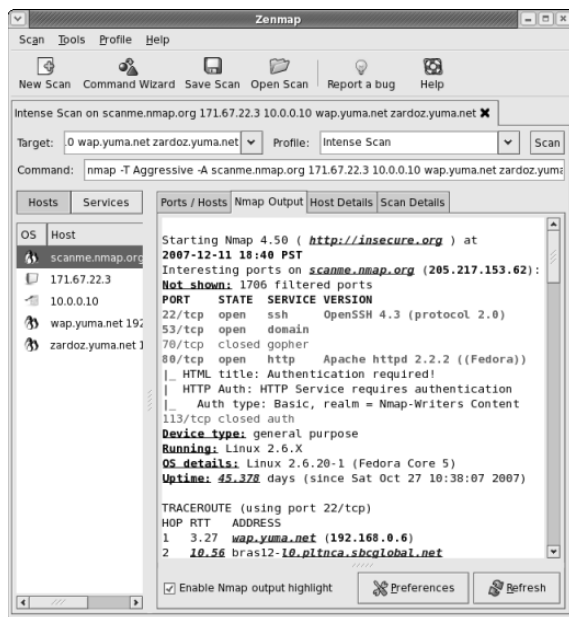 Zenmap
Scan Tools Profile Help
New Scan Command Wizard Save Scan Open Scan Report a bug Help
Intense Scan on scanme.nmap.org 171.67.22.3 10.0.0.10 wap.yuma.net zardoz.yuma.net
Target: .0 wap.yuma.net zardoz.yuma.net Profile: Intense Scan Scan
Command: nmap -T Aggressive -A scanme.nmap.org 171.67.22.3 10.0.0.10 wap.yuma.net zardoz.yuma
Hosts Services
OS Host
scanme.nmap.org
171.67.22.3
10.0.0.10
wap.yuma.net 192
zardoz.yuma.net 1
Ports / Hosts Nmap Output Host Details Scan Details
Starting Nmap 4.50 ( http://insecure.org ) at
2007-12-11 18:40 PST
Interesting ports on scanme.nmap.org (205.217.153.62):
Not shown: 1706 filtered ports
PORT STATE SERVICE VERSION
22/tcp open ssh OpenSSH 4.3 (protocol 2.0)
53/tcp open domain
70/tcp closed gopher
80/tcp open http Apache httpd 2.2.2 ((Fedora))
|_ HTML title: Authentication required!
| HTTP Auth: HTTP Service requires authentication
|_ Auth type: Basic, realm = Nmap-Writers Content
113/tcp closed auth
Device type: general purpose
Running: Linux 2.6.X
OS details: Linux 2.6.20-1 (Fedora Core 5)
Uptime: 45.378 days (since Sat Oct 27 10:38:07 2007)
TRACEROUTE (using port 22/tcp)
HOP RTT ADDRESS
1 3.27 wap.yuma.net (192.168.0.6)
2 10.56 bras12-l0.pltnca.sbcglobal.net
Enable Nmap output highlight Preferences Refresh